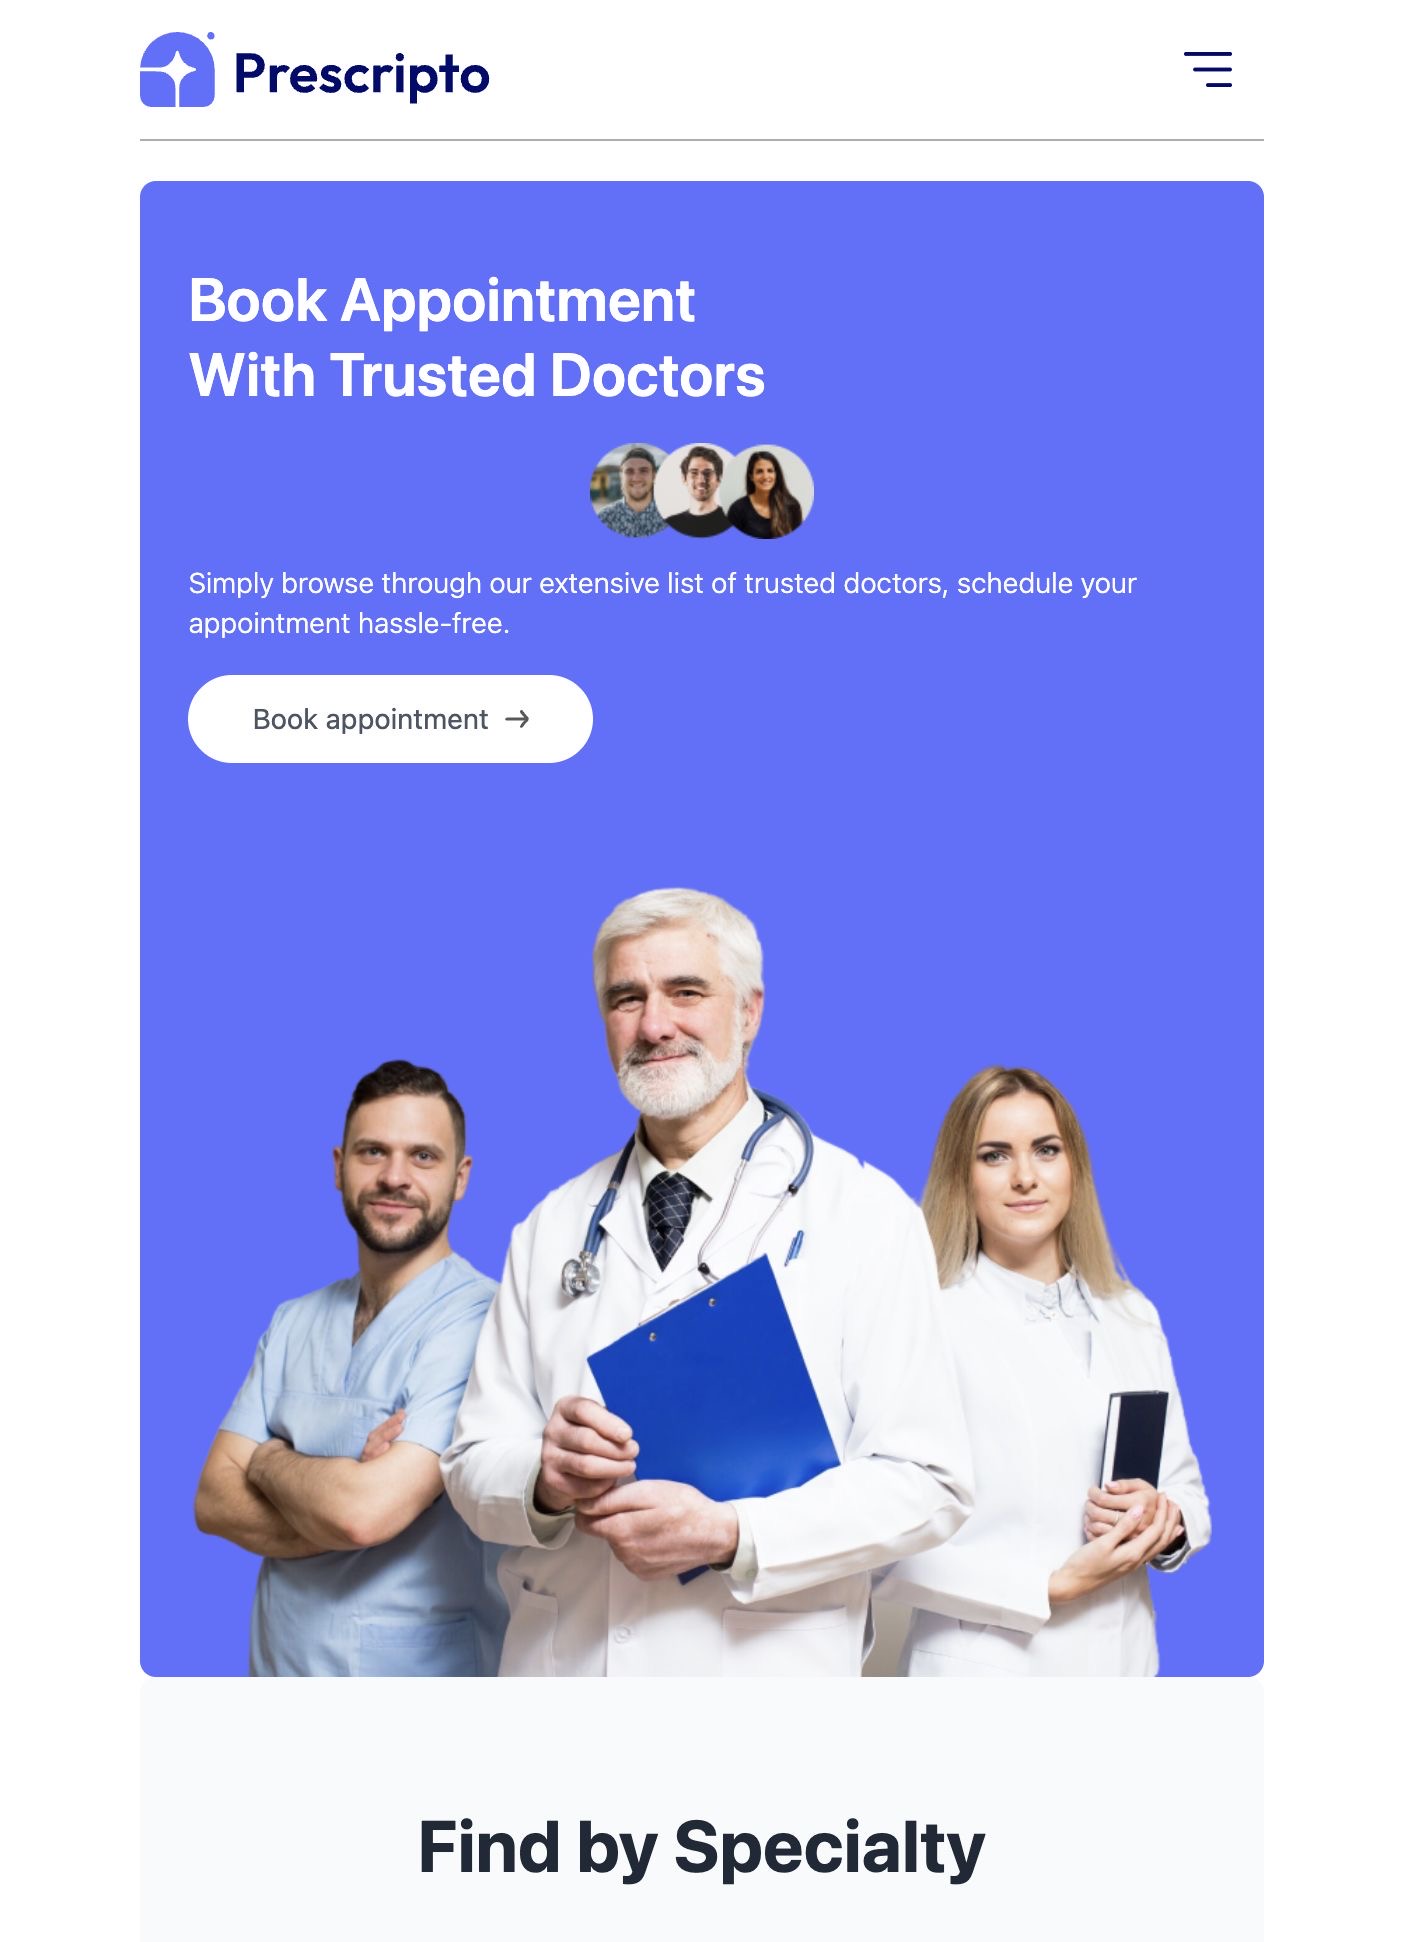 Prescripto
Book Appointment
With Trusted Doctors
Simply browse through our extensive list of trusted doctors, schedule your
appointment hassle-free.
Book appointment →
Find by Specialty